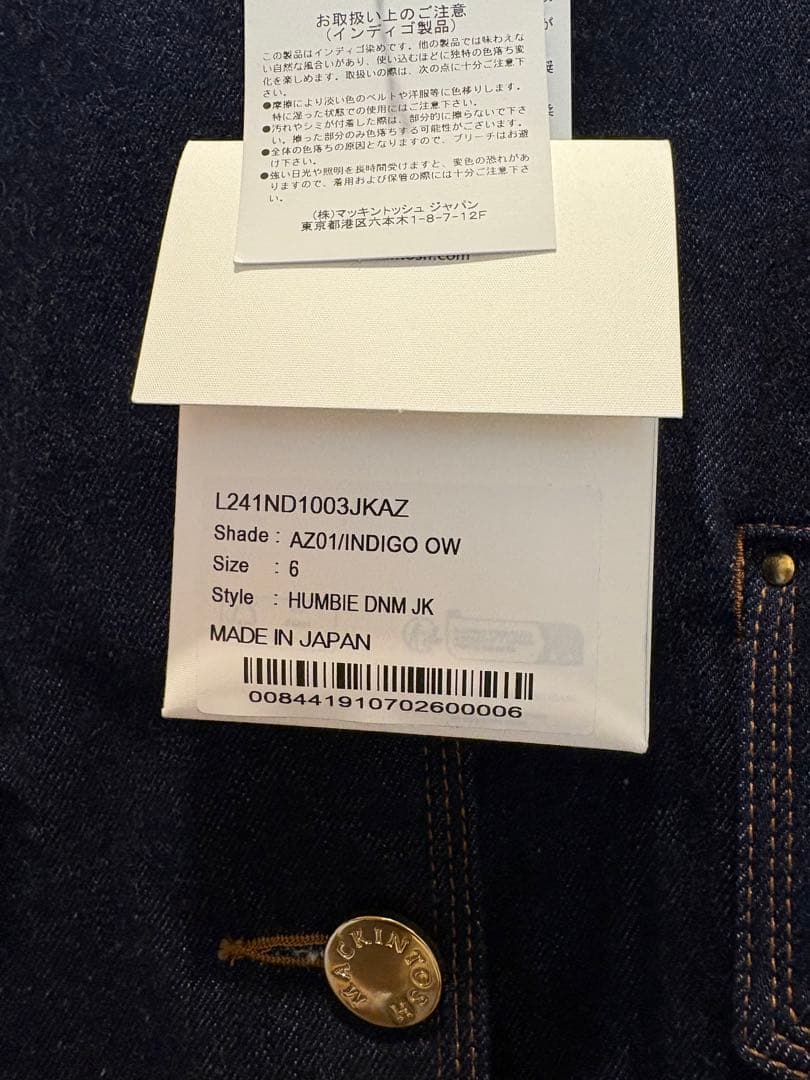 お取扱い上のご注意
(インディゴ製品)
この製品はインディゴ染めです。他の製品では味わえな
い自然な風合いがあり、使い込むほどに独特の色落ち変
化を楽しめます。取扱いの際は、次の点に十分ご注意下
さい。
●摩擦により淡い色のベルトや洋服等に色移りします。
特に湿った状態での使用にはご注意下さい。
●汚れやシミが付着した際は、部分的に擦らないで下さ
い。擦った部分のみ色落ちする可能性がございます。
●全体の色落ちの原因となりますので、ブリーチはお避
け下さい。
●強い日光や照明を長時間受けますと、変色の恐れがあ
りますので、着用および保管の際には十分ご注意下さ
い。
(株)マッキントッシュ ジャパン
東京都港区六本木1-8-7-12F
L241ND1003JKAZ
Shade : AZ01/INDIGO OW
Size : 6
Style : HUMBIE DNM JK
MADE IN JAPAN
008441910702600006
MACKINTOSH